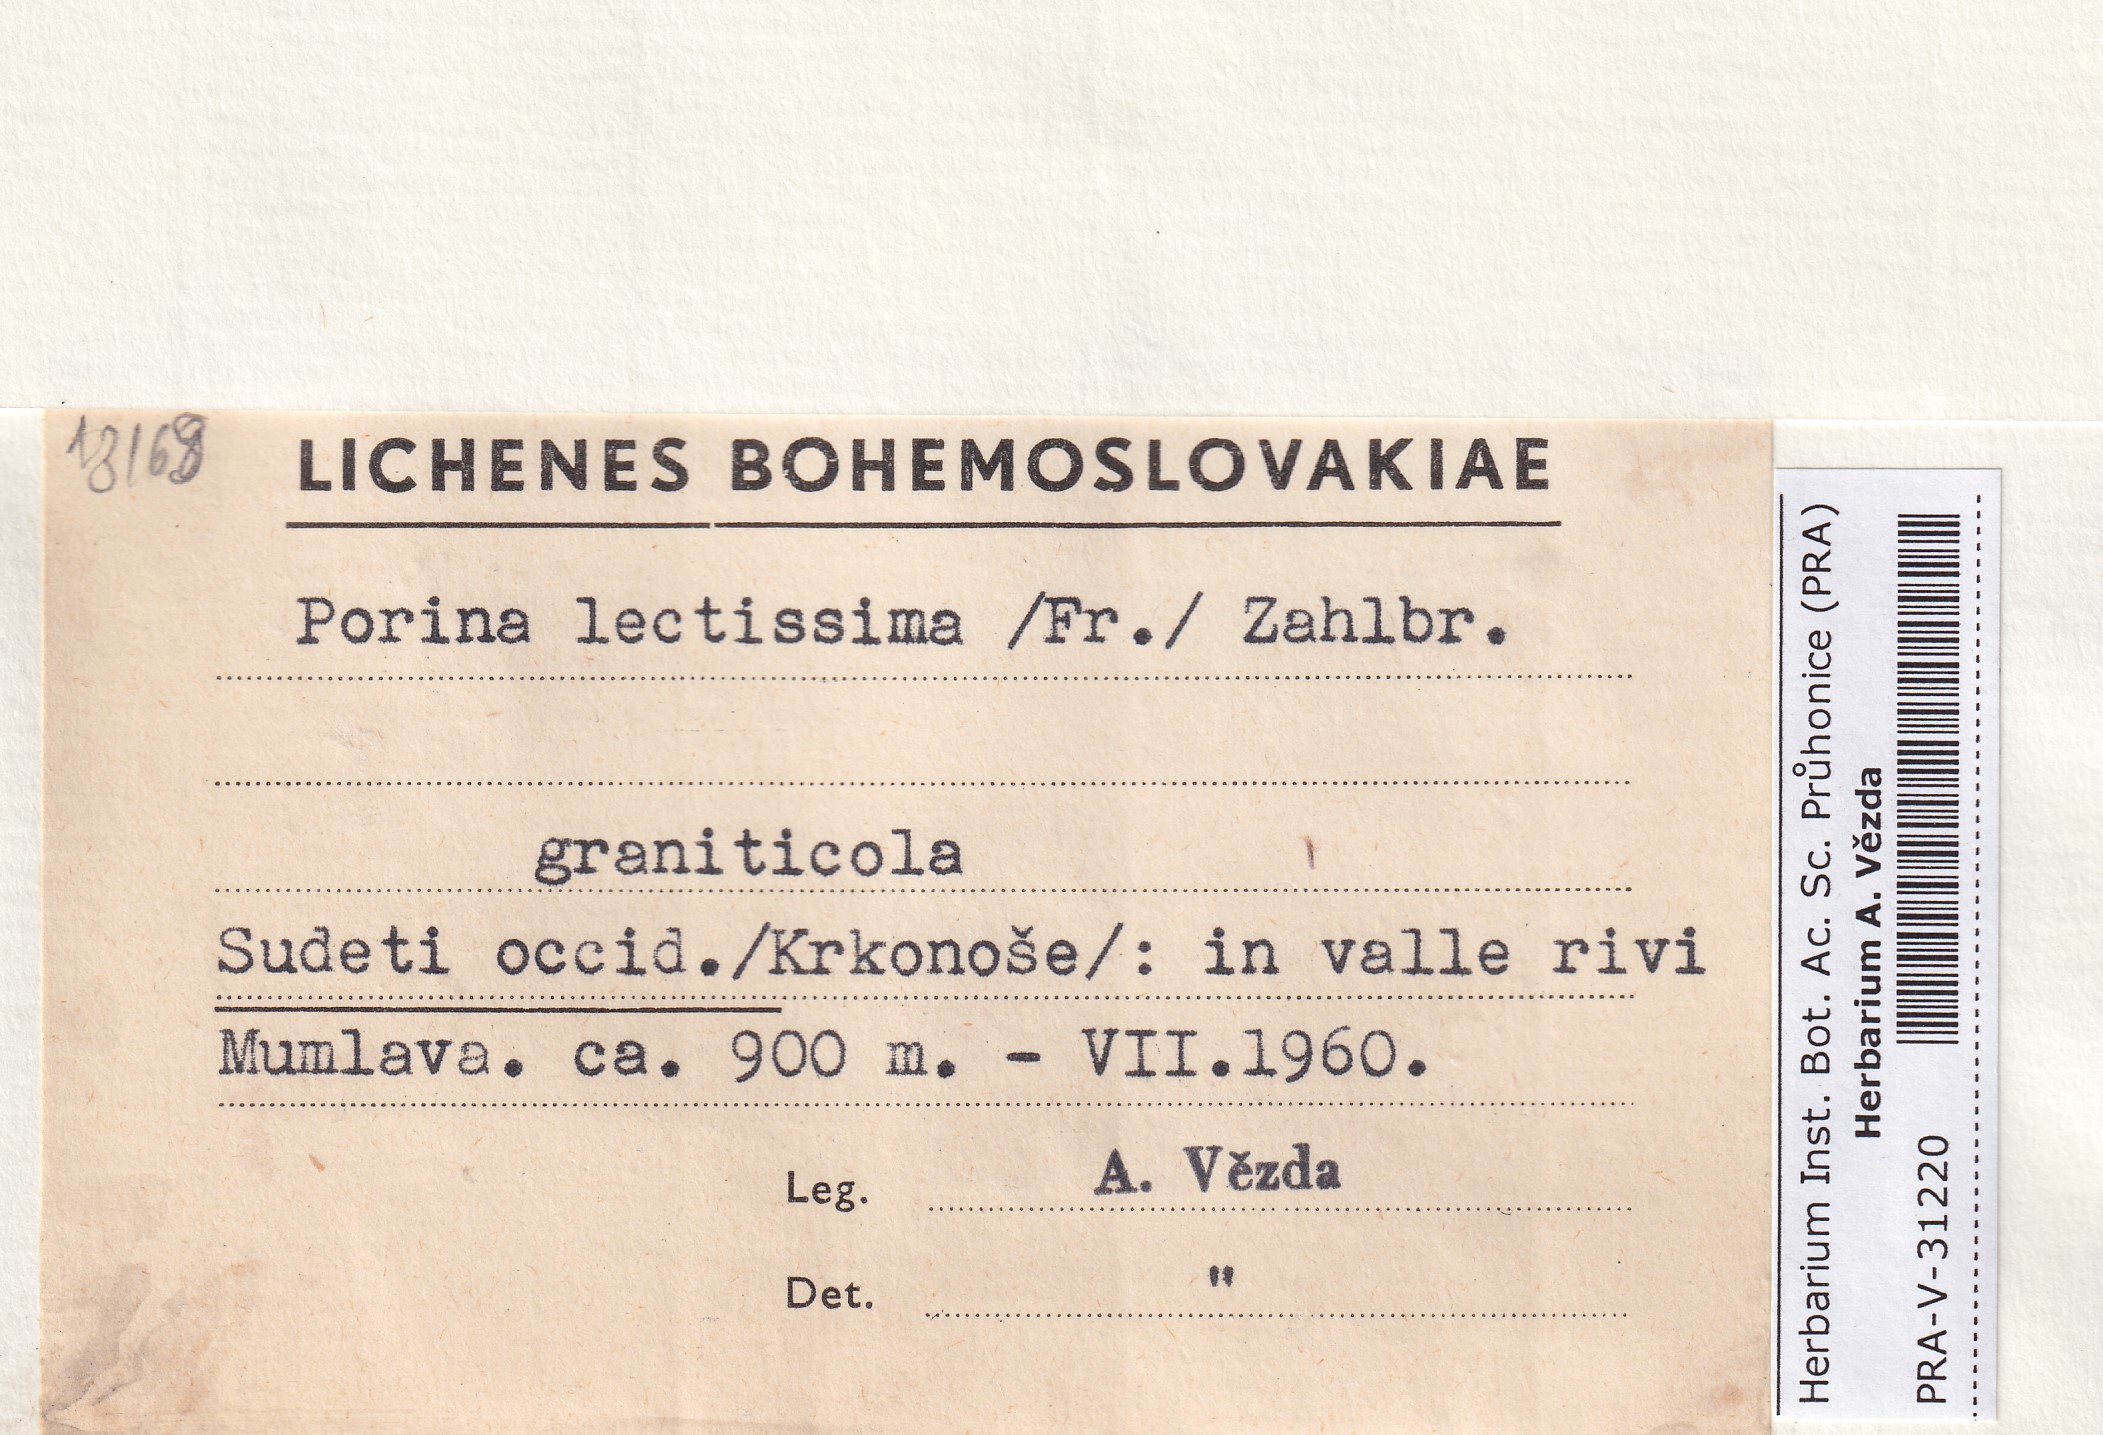 LICHENES BOHEMOSLOVAKIAE
Porina lectissima /Fr./ Zahlbr.
graniticola
Sudeti occid./Krkonoše/: in valle rivi
Mumlava. ca. 900 m. - VII.1960.
Leg. A. Vězda
Det. "
Herbarium Inst. Bot. Ac. Sc. Průhonice (PRA)
Herbarium A. Vězda
PRA-V-31220